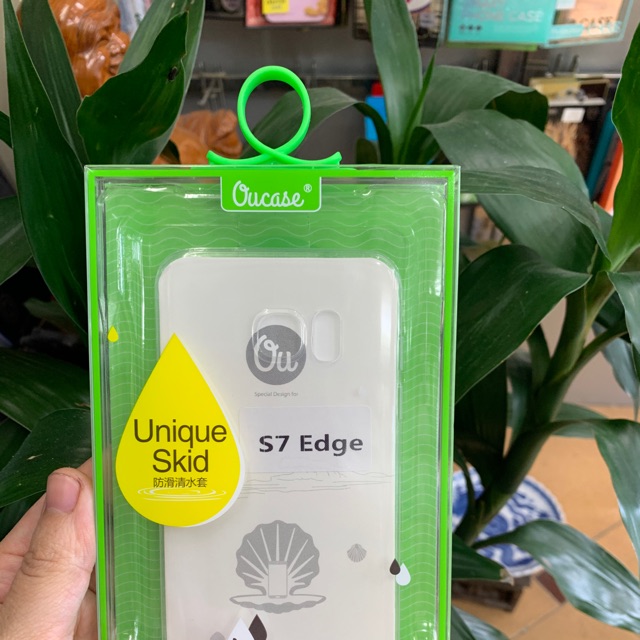 Oucase®
Ou
Special Design for
S7 Edge
Unique
Skid
防滑清水套